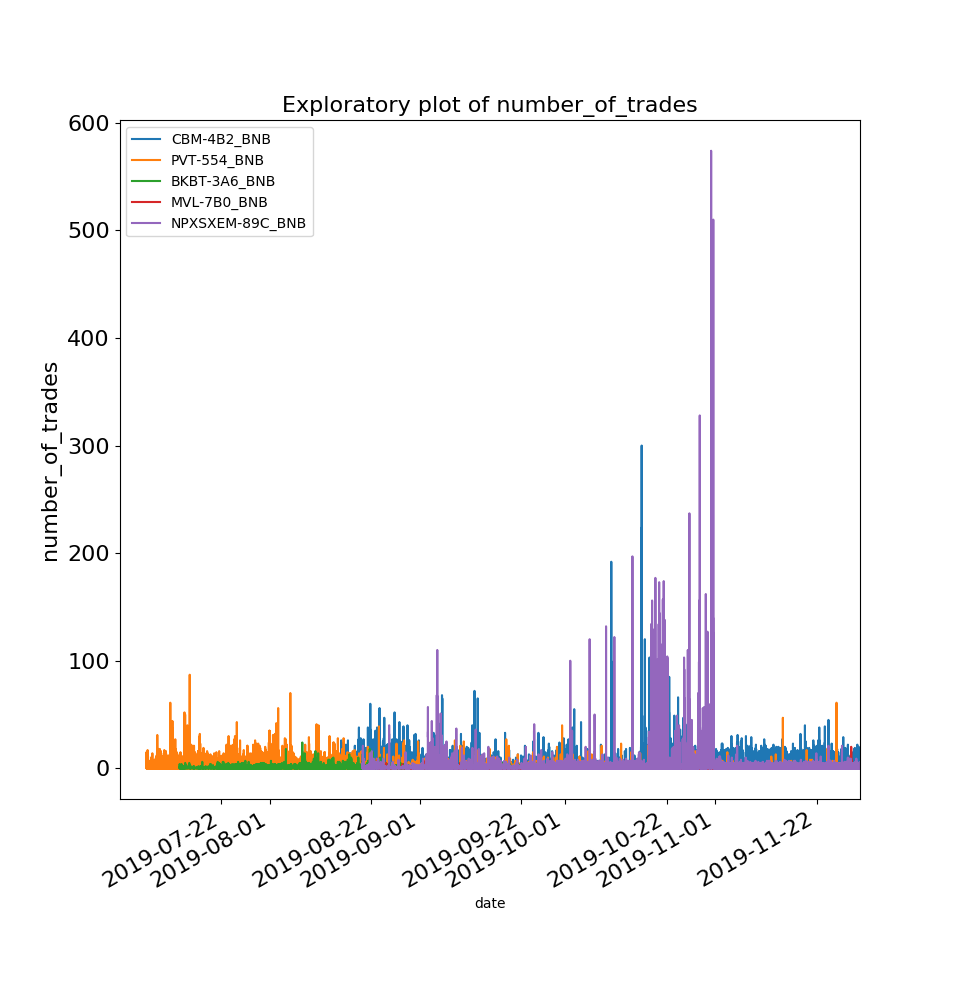 Exploratory plot of number_of_trades
600
500
400
300
200
100
0
number_of_trades
CBM-4B2_BNB
PVT-554_BNB
BKBT-3A6_BNB
MVL-7B0_BNB
NPXSXEM-89C_BNB
2019-07-22
2019-08-01
2019-08-22
2019-09-01
2019-09-22
2019-10-01
2019-10-22
2019-11-01
2019-11-22
date